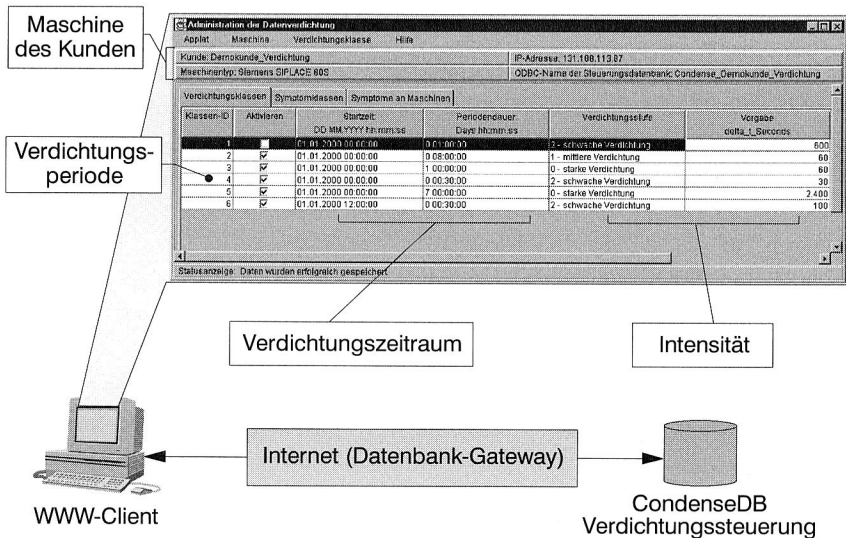 Maschine
des Kunden
Administration der Datenverdichtung
Applet Maschine Verdichtungsklasse Hilfe
Kunde: Demokunde_Verdichtung IP-Adresse: 131.108.113.87
Maschinentyp: Siemens SIPLACE 80S ODBC-Name der Steuerungsdatenbank: Condense_Demokunde_Verdichtung
Verdichtungsklassen Symptomklassen Symptome an Maschinen
Klassen-ID Aktivieren Startzeit: Periodendauer: Verdichtungsstufe Vorgabe
DD.MM.YYYY hh:mm:ss Days hh:mm:ss delta_t_Seconds
1 01.01.2000 00:00:00 0 01:00:00 2 - schwache Verdichtung 600
2 01.01.2000 00:00:00 0 08:00:00 1 - mittlere Verdichtung 60
3 01.01.2000 00:00:00 1 00:00:00 0 - starke Verdichtung 60
4 01.01.2000 00:00:00 0 00:30:00 2 - schwache Verdichtung 30
5 01.01.2000 00:00:00 7 00:00:00 0 - starke Verdichtung 2.400
6 01.01.2000 12:00:00 0 00:30:00 2 - schwache Verdichtung 100
Verdichtungs-
periode
Statusanzeige: Daten wurden erfolgreich gespeichert
Verdichtungszeitraum
Intensität
Internet (Datenbank-Gateway)
WWW-Client
CondenseDB
Verdichtungssteuerung